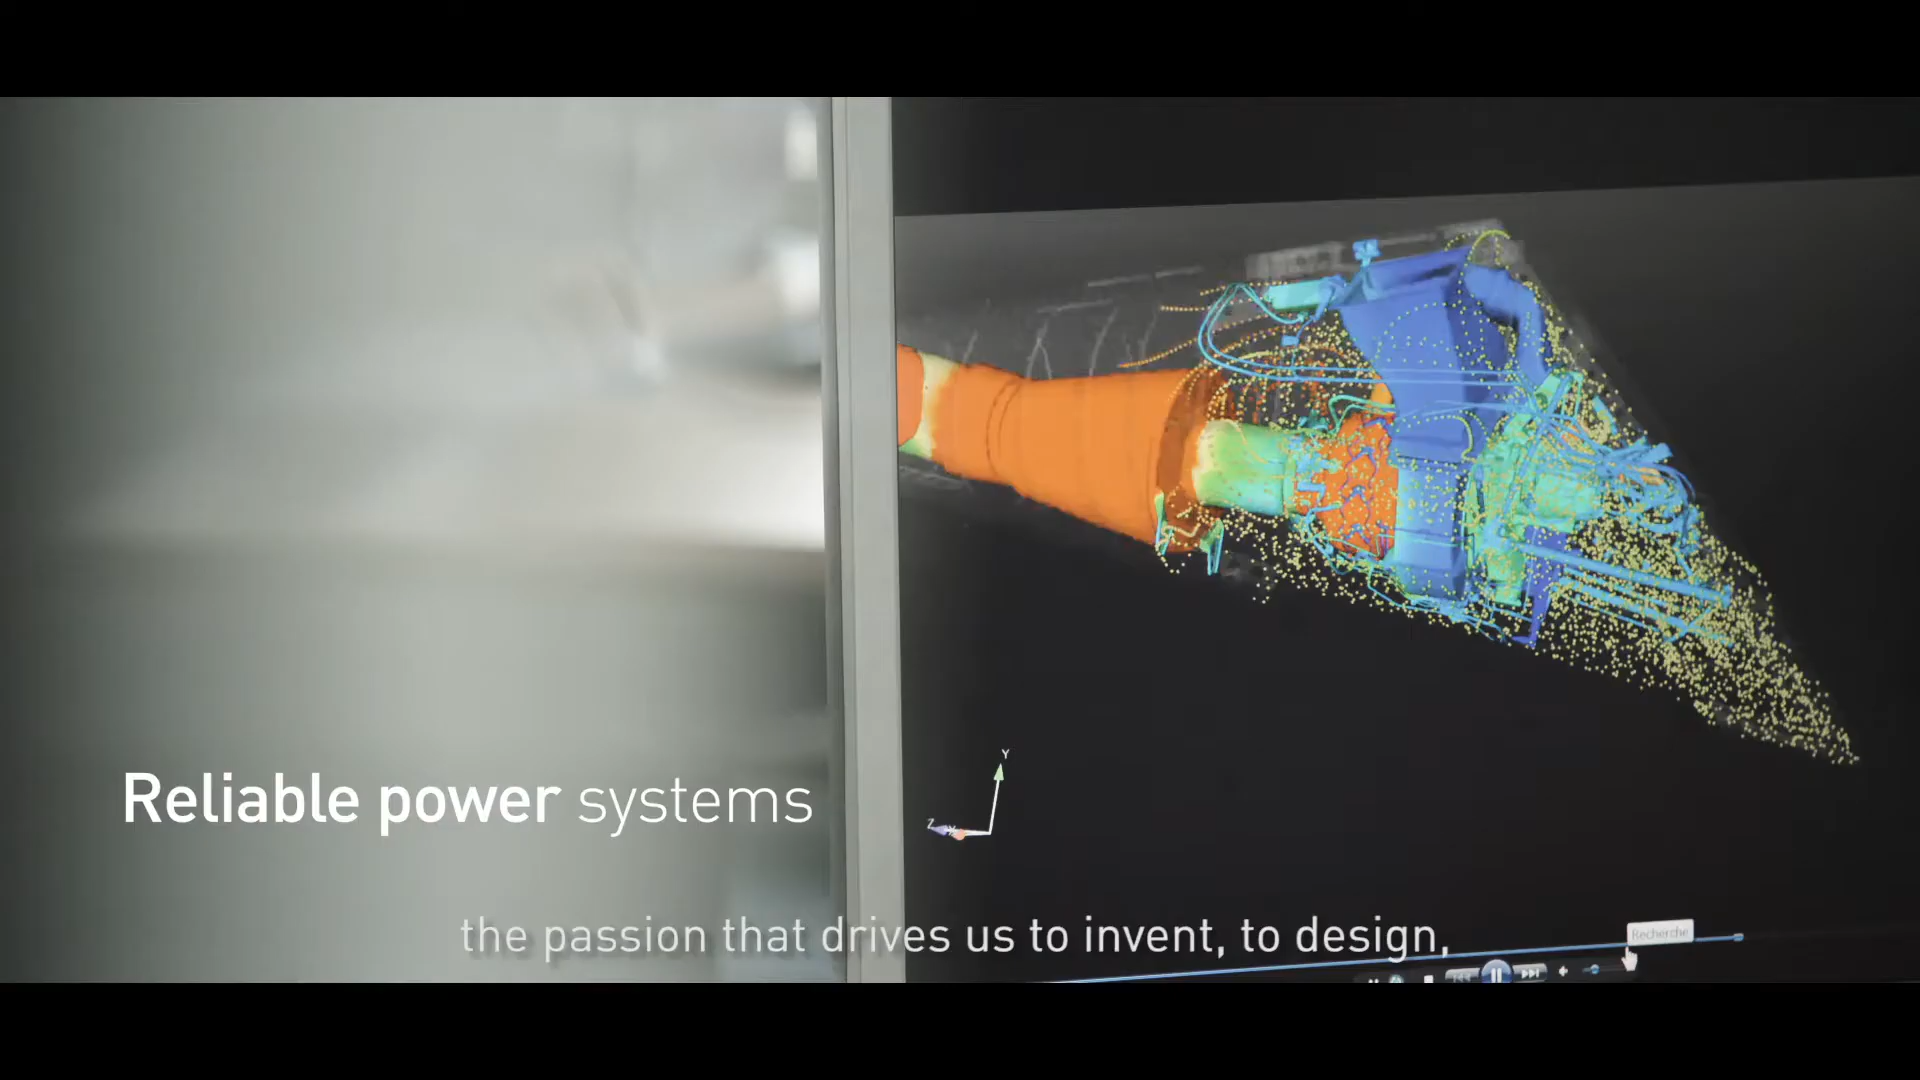 Y
Z
Reliable power systems
the passion that drives us to invent, to design,
Recherche